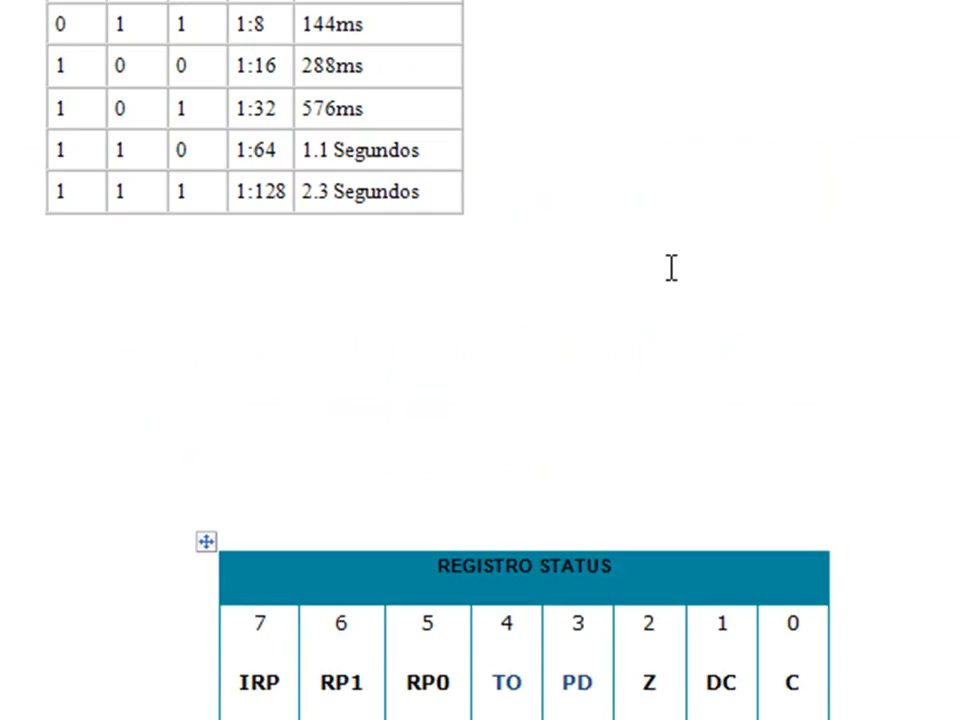 0 1 1 1:8 144ms
1 0 0 1:16 288ms
1 0 1 1:32 576ms
1 1 0 1:64 1.1 Segundos
1 1 1 1:128 2.3 Segundos
REGISTRO STATUS
7 6 5 4 3 2 1 0
IRP RP1 RP0 TO PD Z DC C